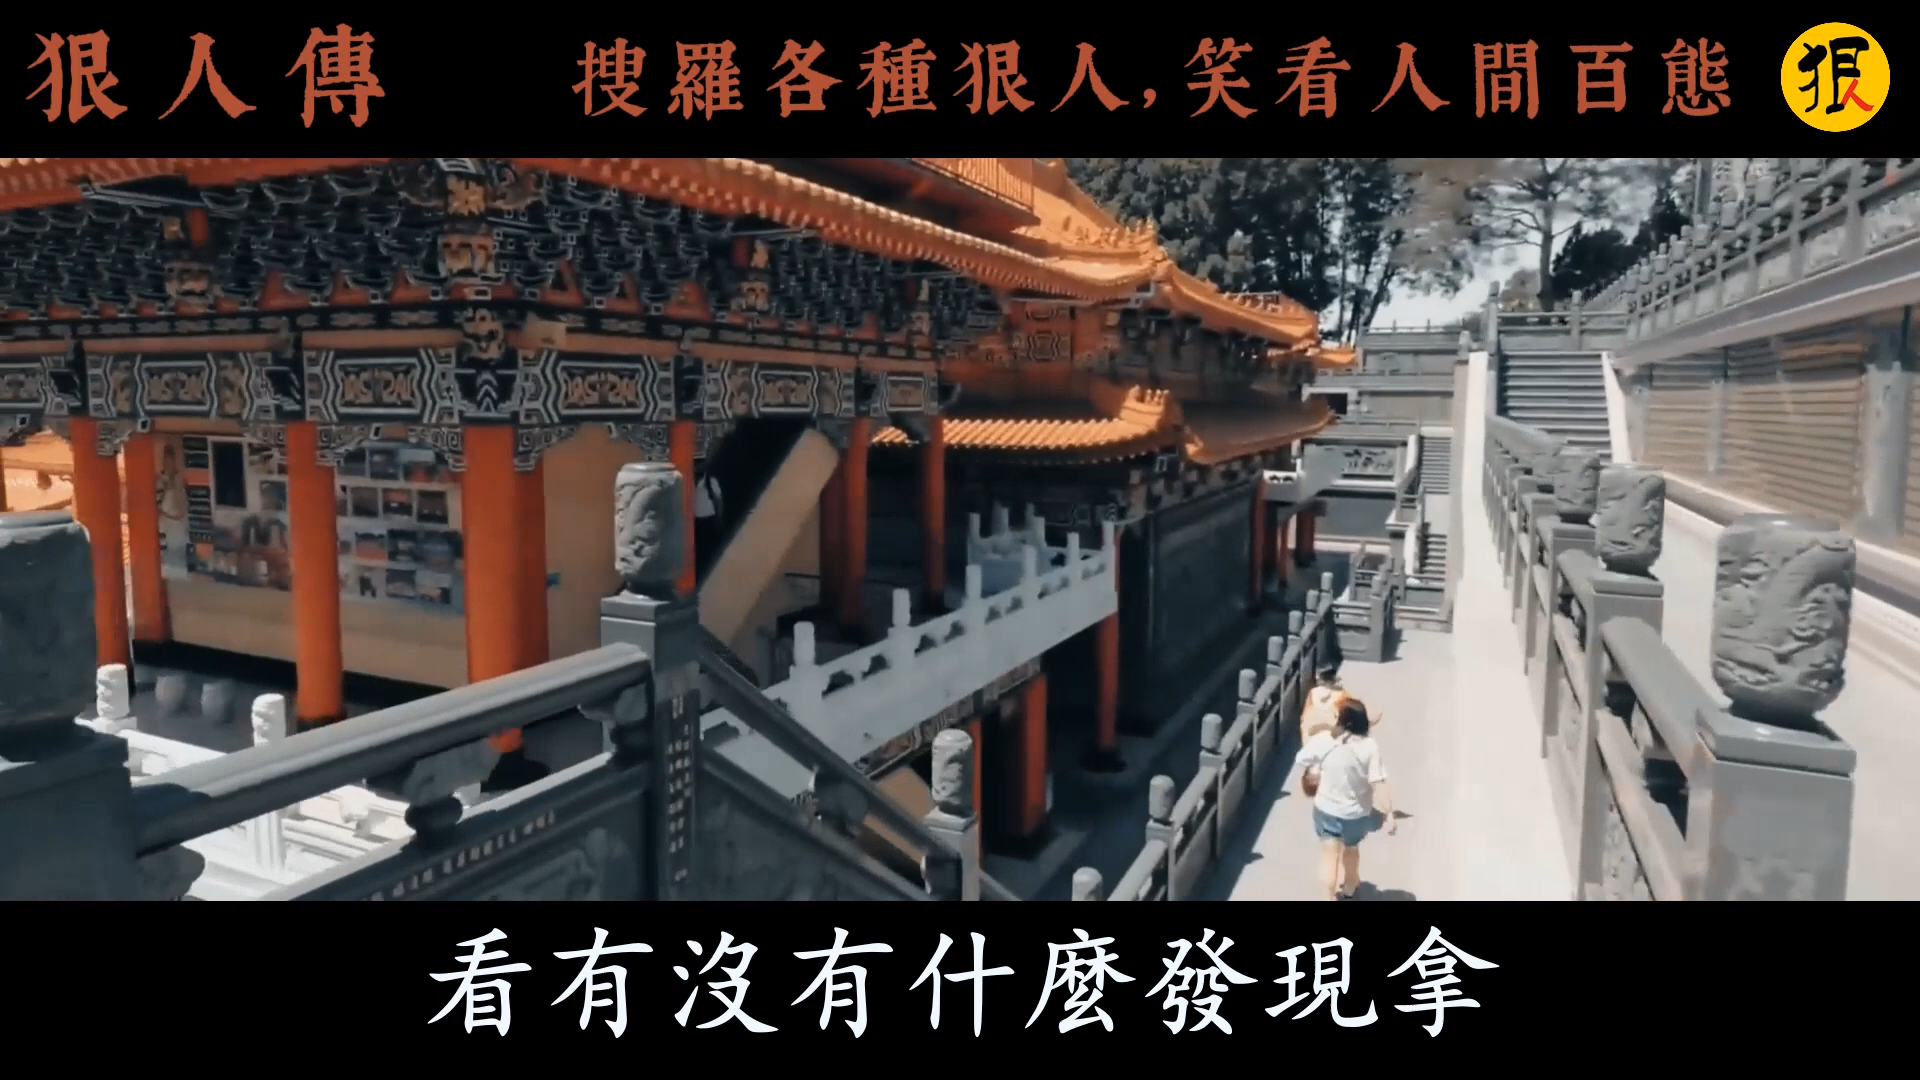 狠人傳
搜羅各種狠人,笑看人間百態
狠人
看有沒有什麼發現拿